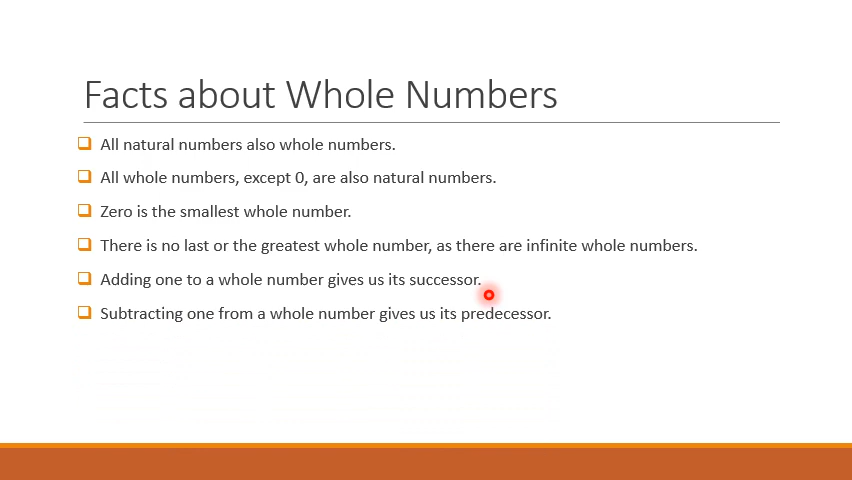 Facts about Whole Numbers
All natural numbers also whole numbers.
All whole numbers, except 0, are also natural numbers.
Zero is the smallest whole number.
There is no last or the greatest whole number, as there are infinite whole numbers.
Adding one to a whole number gives us its successor.
Subtracting one from a whole number gives us its predecessor.